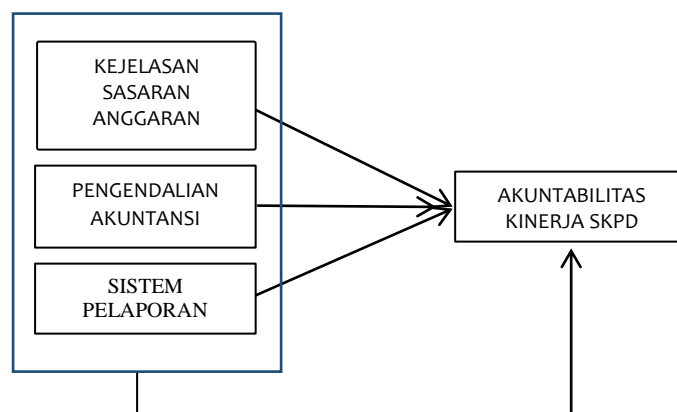 KEJELASAN
SASARAN
ANGGARAN
PENGENDALIAN
AKUNTANSI
SISTEM
PELAPORAN
AKUNTABILITAS
KINERJA SKPD